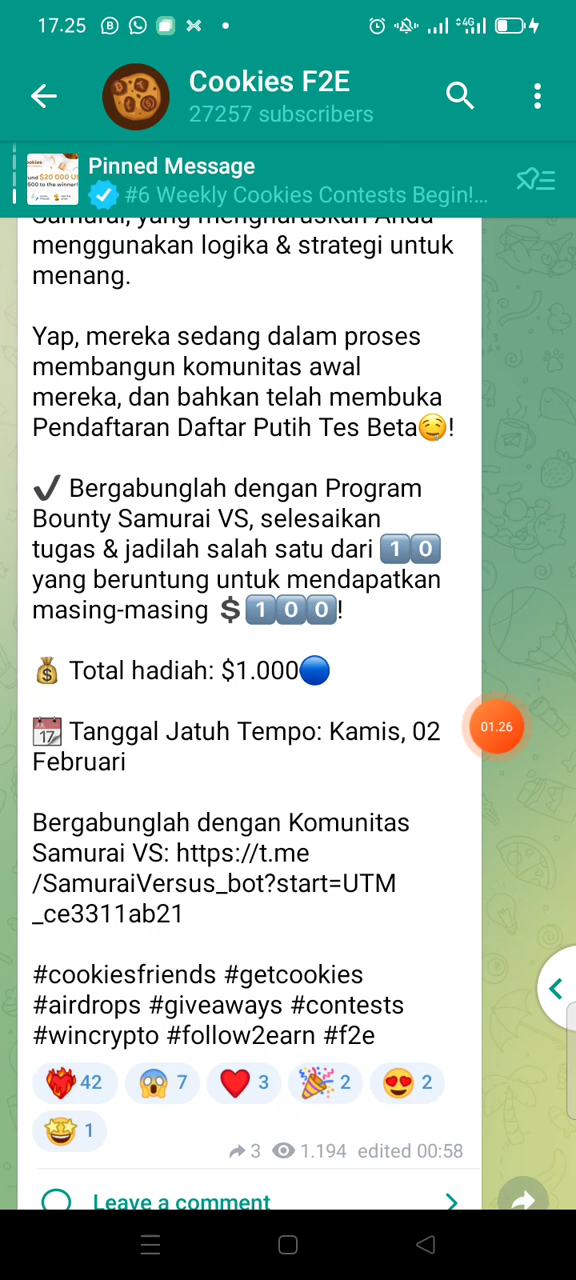 17.25
4G
Cookies F2E
27257 subscribers
Pinned Message
#6 Weekly Cookies Contests Begin!...
Samurai, yang mengharuskan Anda
menggunakan logika & strategi untuk
menang.
Yap, mereka sedang dalam proses
membangun komunitas awal
mereka, dan bahkan telah membuka
Pendaftaran Daftar Putih Tes Beta🤤!
✔️ Bergabunglah dengan Program
Bounty Samurai VS, selesaikan
tugas & jadilah salah satu dari 1️⃣0️⃣
yang beruntung untuk mendapatkan
masing-masing 💲1️⃣0️⃣0️⃣!
💰 Total hadiah: $1.000🔵
📆 Tanggal Jatuh Tempo: Kamis, 02
Februari
01.26
Bergabunglah dengan Komunitas
Samurai VS: https://t.me
/SamuraiVersus_bot?start=UTM
_ce3311ab21
#cookiesfriends #getcookies
#airdrops #giveaways #contests
#wincrypto #follow2earn #f2e
❤️‍🔥 42 😱 7 ❤️ 3 🎉 2 😍 2
🤩 1
3 1.194 edited 00:58
Leave a comment